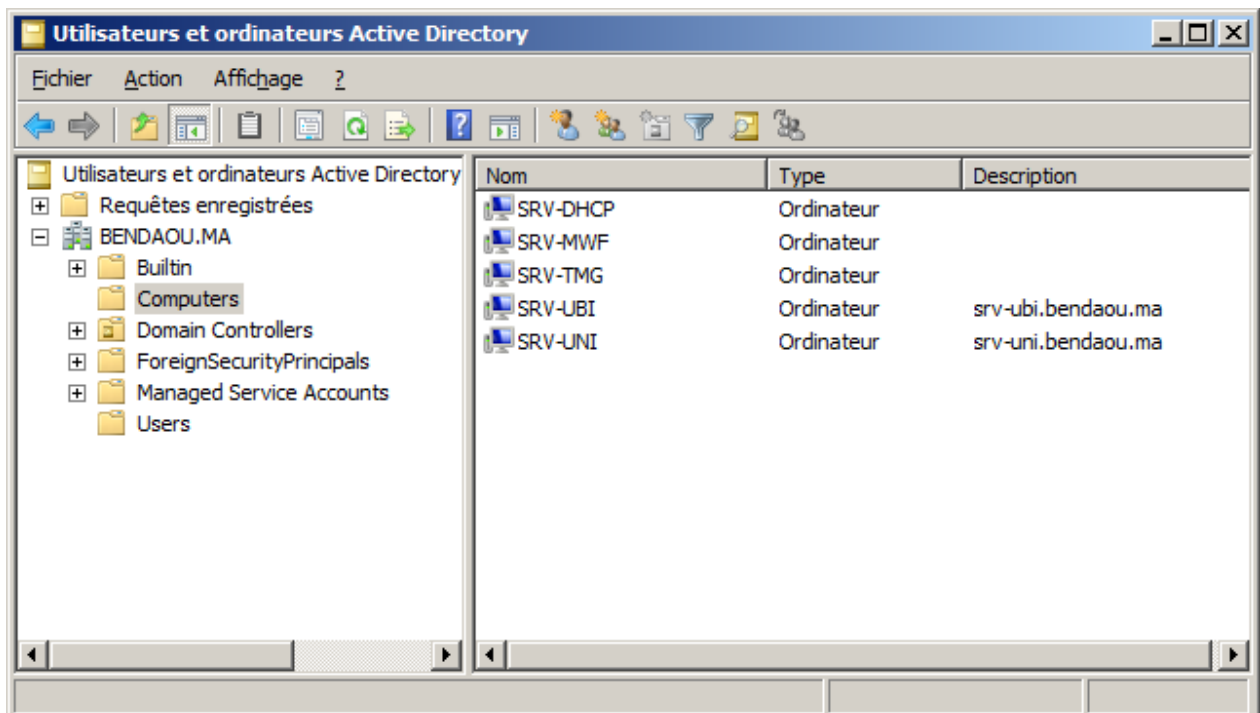 Utilisateurs et ordinateurs Active Directory
Fichier Action Affichage ?
Utilisateurs et ordinateurs Active Directory
Requêtes enregistrées
BENDAOU.MA
Builtin
Computers
Domain Controllers
ForeignSecurityPrincipals
Managed Service Accounts
Users
Nom Type Description
SRV-DHCP Ordinateur
SRV-MWF Ordinateur
SRV-TMG Ordinateur
SRV-UBI Ordinateur srv-ubi.bendaou.ma
SRV-UNI Ordinateur srv-uni.bendaou.ma